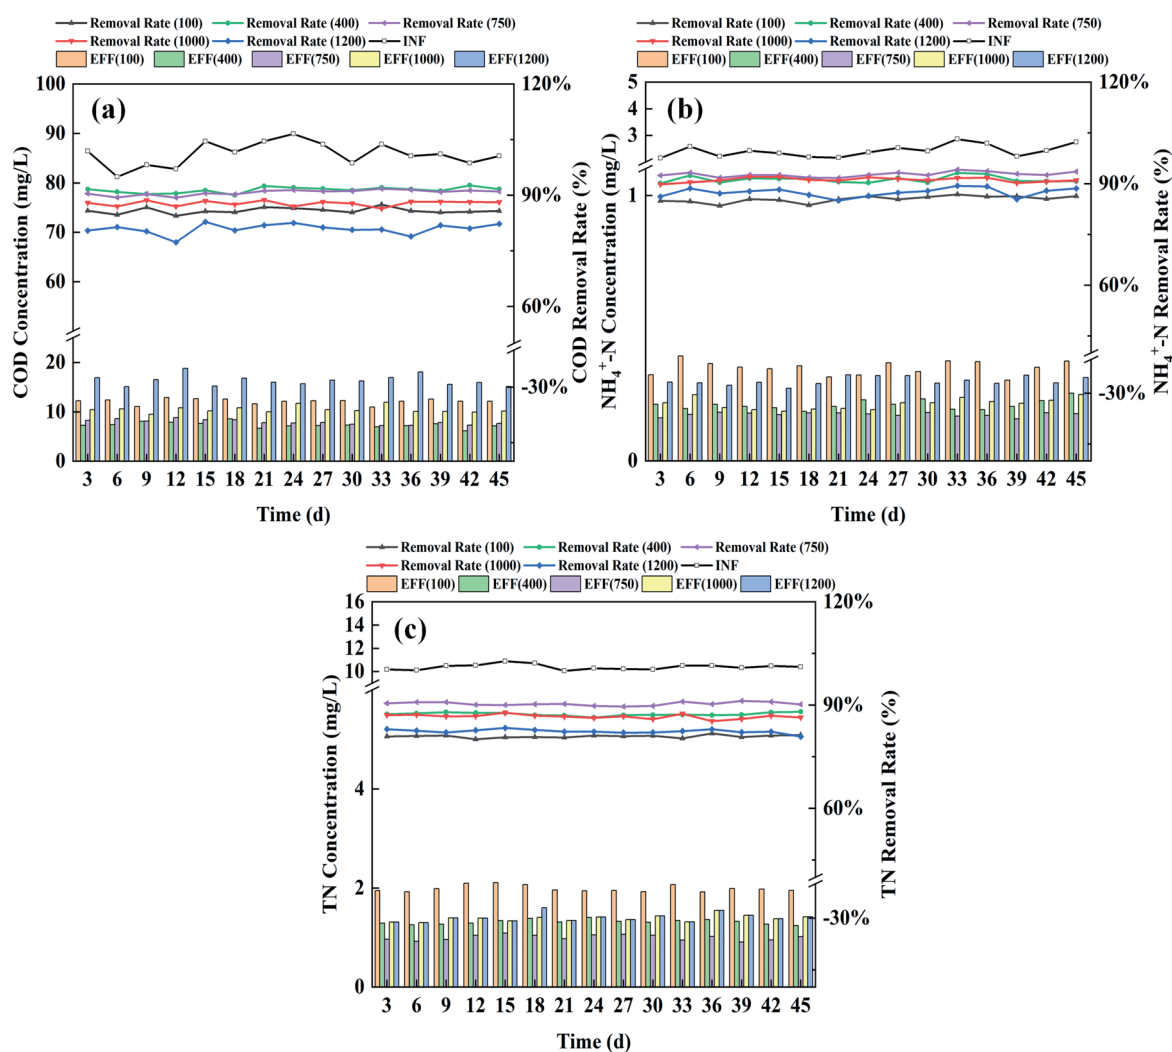 Removal Rate (100) Removal Rate (400) Removal Rate (750)
Removal Rate (1000) Removal Rate (1200) INF
EFF(100) EFF(400) EFF(750) EFF(1000) EFF(1200)
(a)
COD Concentration (mg/L)
100
90
80
70
60
20
10
0
COD Removal Rate (%)
120%
90%
60%
-30%
3 6 9 12 15 18 21 24 27 30 33 36 39 42 45
Time (d)
Removal Rate (100) Removal Rate (400) Removal Rate (750)
Removal Rate (1000) Removal Rate (1200) INF
EFF(100) EFF(400) EFF(750) EFF(1000) EFF(1200)
(b)
NH₄⁺-N Concentration (mg/L)
5
4
3
1
0
NH₄⁺-N Removal Rate (%)
120%
90%
60%
-30%
3 6 9 12 15 18 21 24 27 30 33 36 39 42 45
Time (d)
Removal Rate (100) Removal Rate (400) Removal Rate (750)
Removal Rate (1000) Removal Rate (1200) INF
EFF(100) EFF(400) EFF(750) EFF(1000) EFF(1200)
(c)
TN Concentration (mg/L)
16
14
12
10
4
2
0
TN Removal Rate (%)
120%
90%
60%
-30%
3 6 9 12 15 18 21 24 27 30 33 36 39 42 45
Time (d)